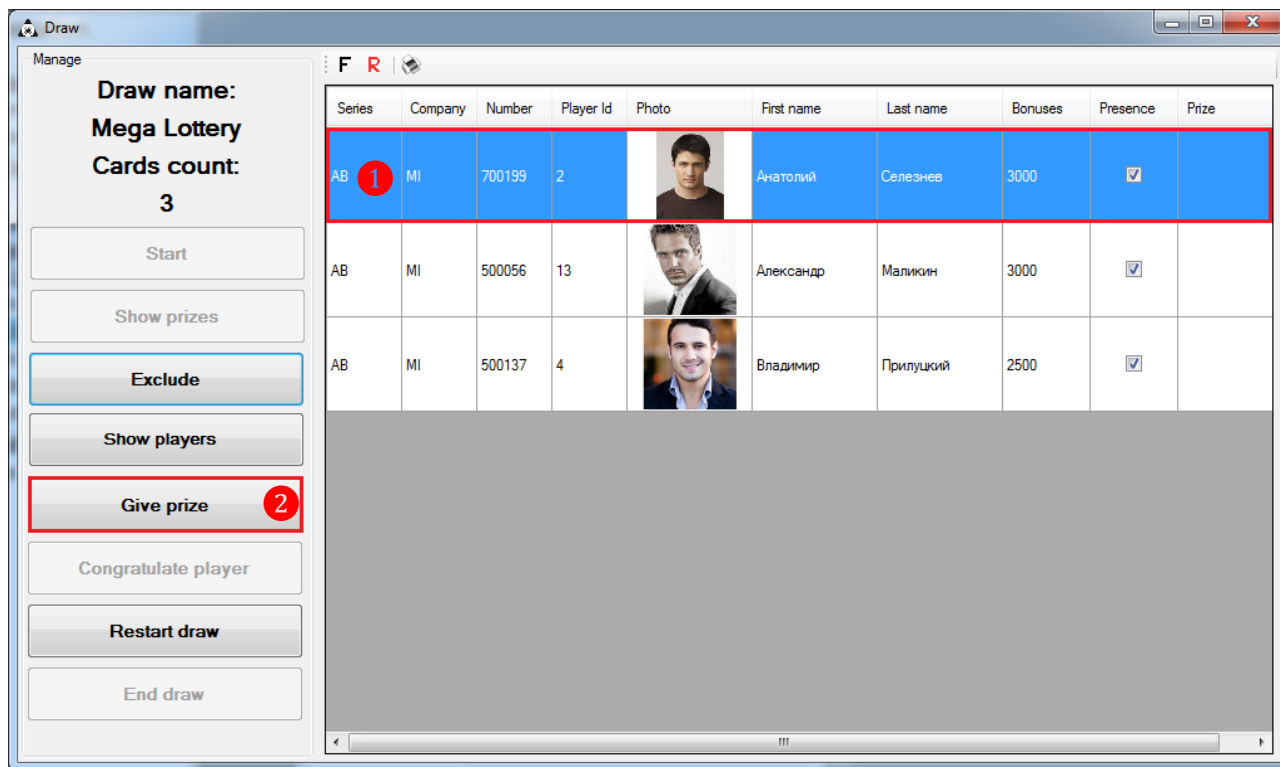 Draw
Manage
Draw name:
Mega Lottery
Cards count:
3
Start
Show prizes
Exclude
Show players
Give prize 2
Congratulate player
Restart draw
End draw
F R
Series Company Number Player Id Photo First name Last name Bonuses Presence Prize
AB 1 MI 700199 2 Анатолий Селезнев 3000
AB MI 500056 13 Александр Маликин 3000
AB MI 500137 4 Владимир Прилуцкий 2500